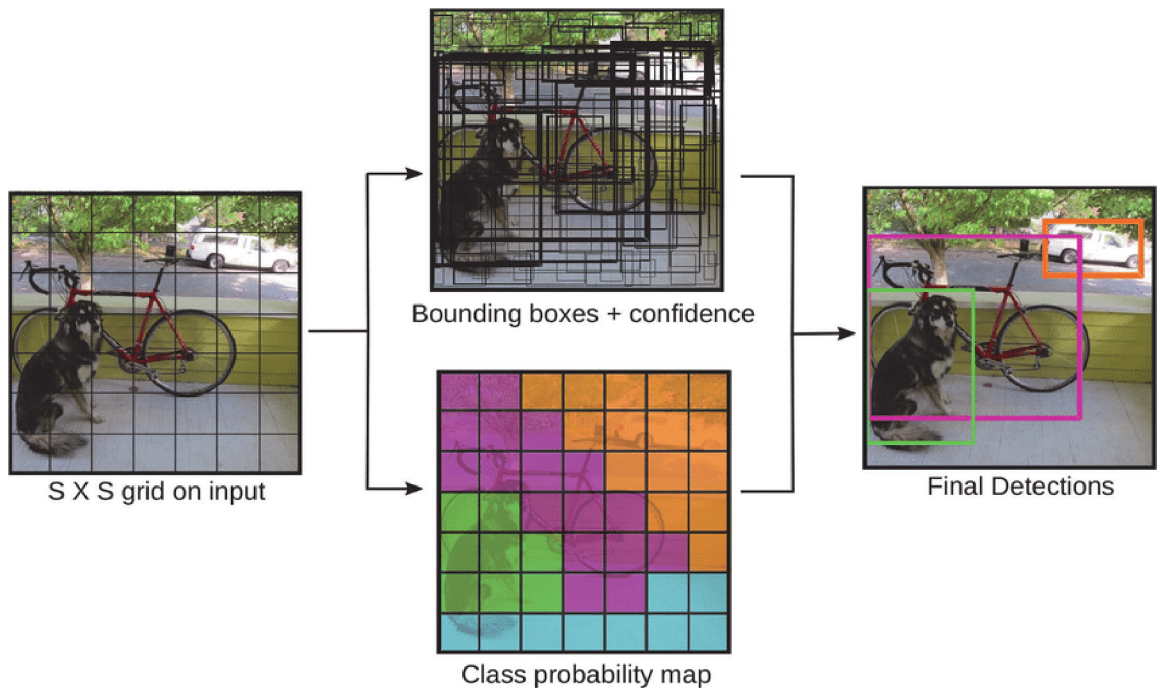 Bounding boxes + confidence
S X S grid on input
Final Detections
Class probability map